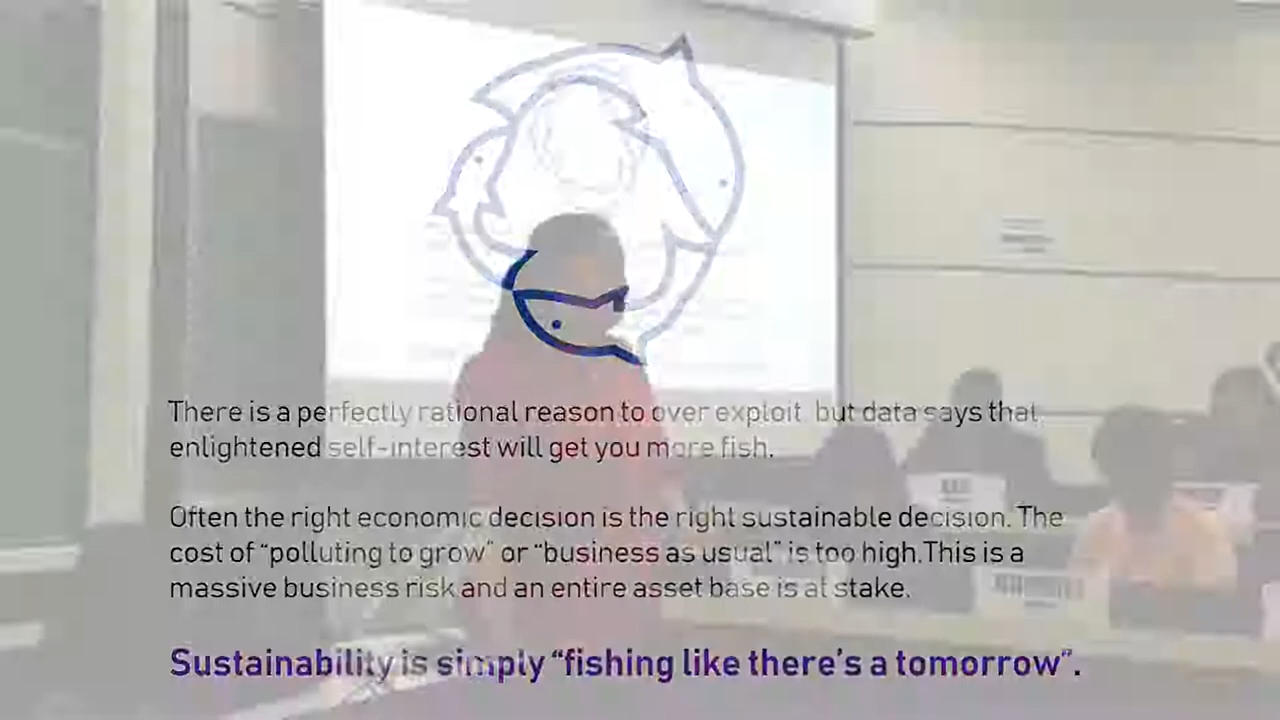 There is a perfectly rational reason to over exploit, but data says that
enlightened self-interest will get you more fish.
Often the right economic decision is the right sustainable decision. The
cost of “polluting to grow” or “business as usual” is too high.This is a
massive business risk and an entire asset base is at stake.
Sustainability is simply “fishing like there’s a tomorrow”.